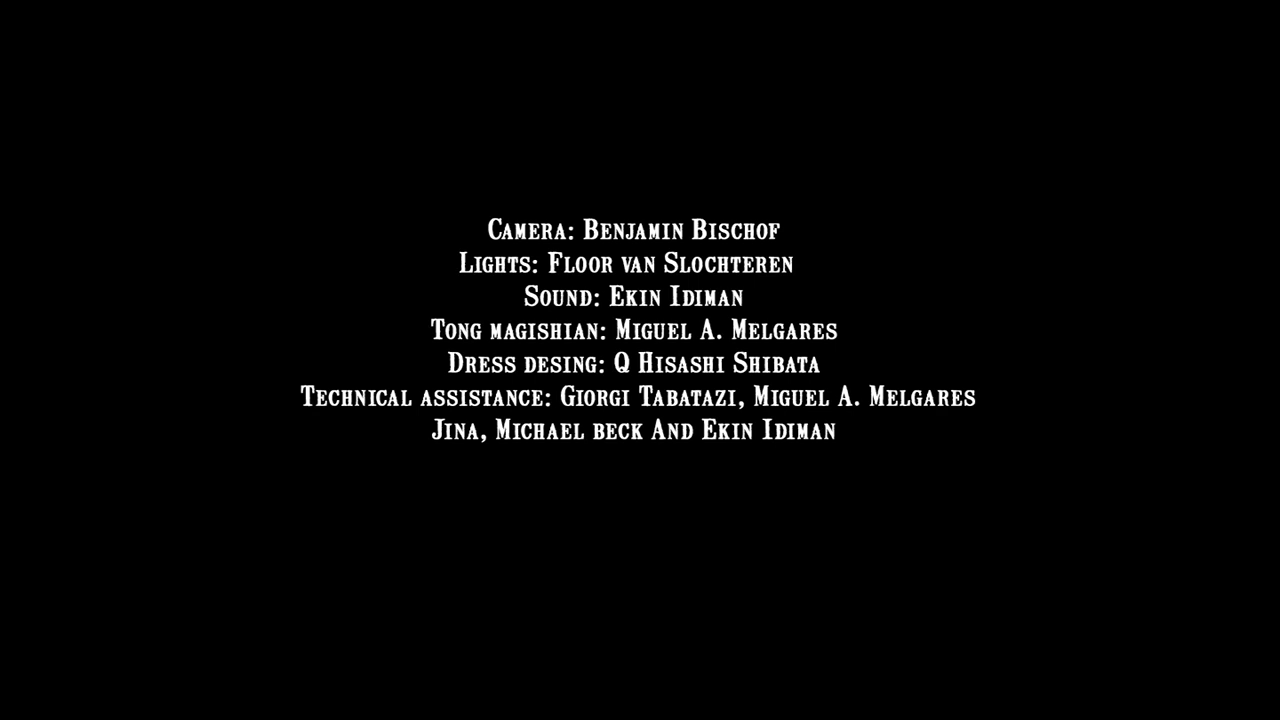 Camera: Benjamin Bischof
Lights: Floor van Slochteren
Sound: Ekin Idiman
Tong magishian: Miguel A. Melgares
Dress desing: Q Hisashi Shibata
Technical assistance: Giorgi Tabatazi, Miguel A. Melgares
Jina, Michael beck And Ekin Idiman